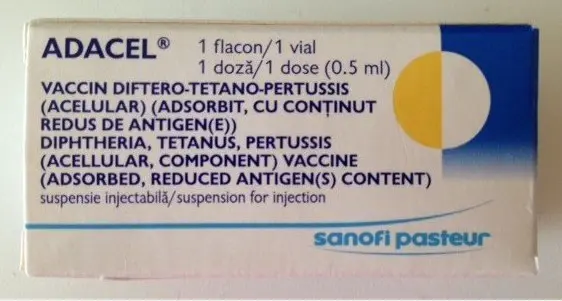 ADACEL® 1 flacon/1 vial
1 doză/1 dose (0.5 ml)
VACCIN DIFTERO-TETANO-PERTUSSIS
(ACELULAR) (ADSORBIT, CU CONȚINUT
REDUS DE ANTIGEN(E))
DIPHTHERIA, TETANUS, PERTUSSIS
(ACELLULAR, COMPONENT) VACCINE
(ADSORBED, REDUCED ANTIGEN(S) CONTENT)
suspensie injectabilă/suspension for injection
sanofi pasteur